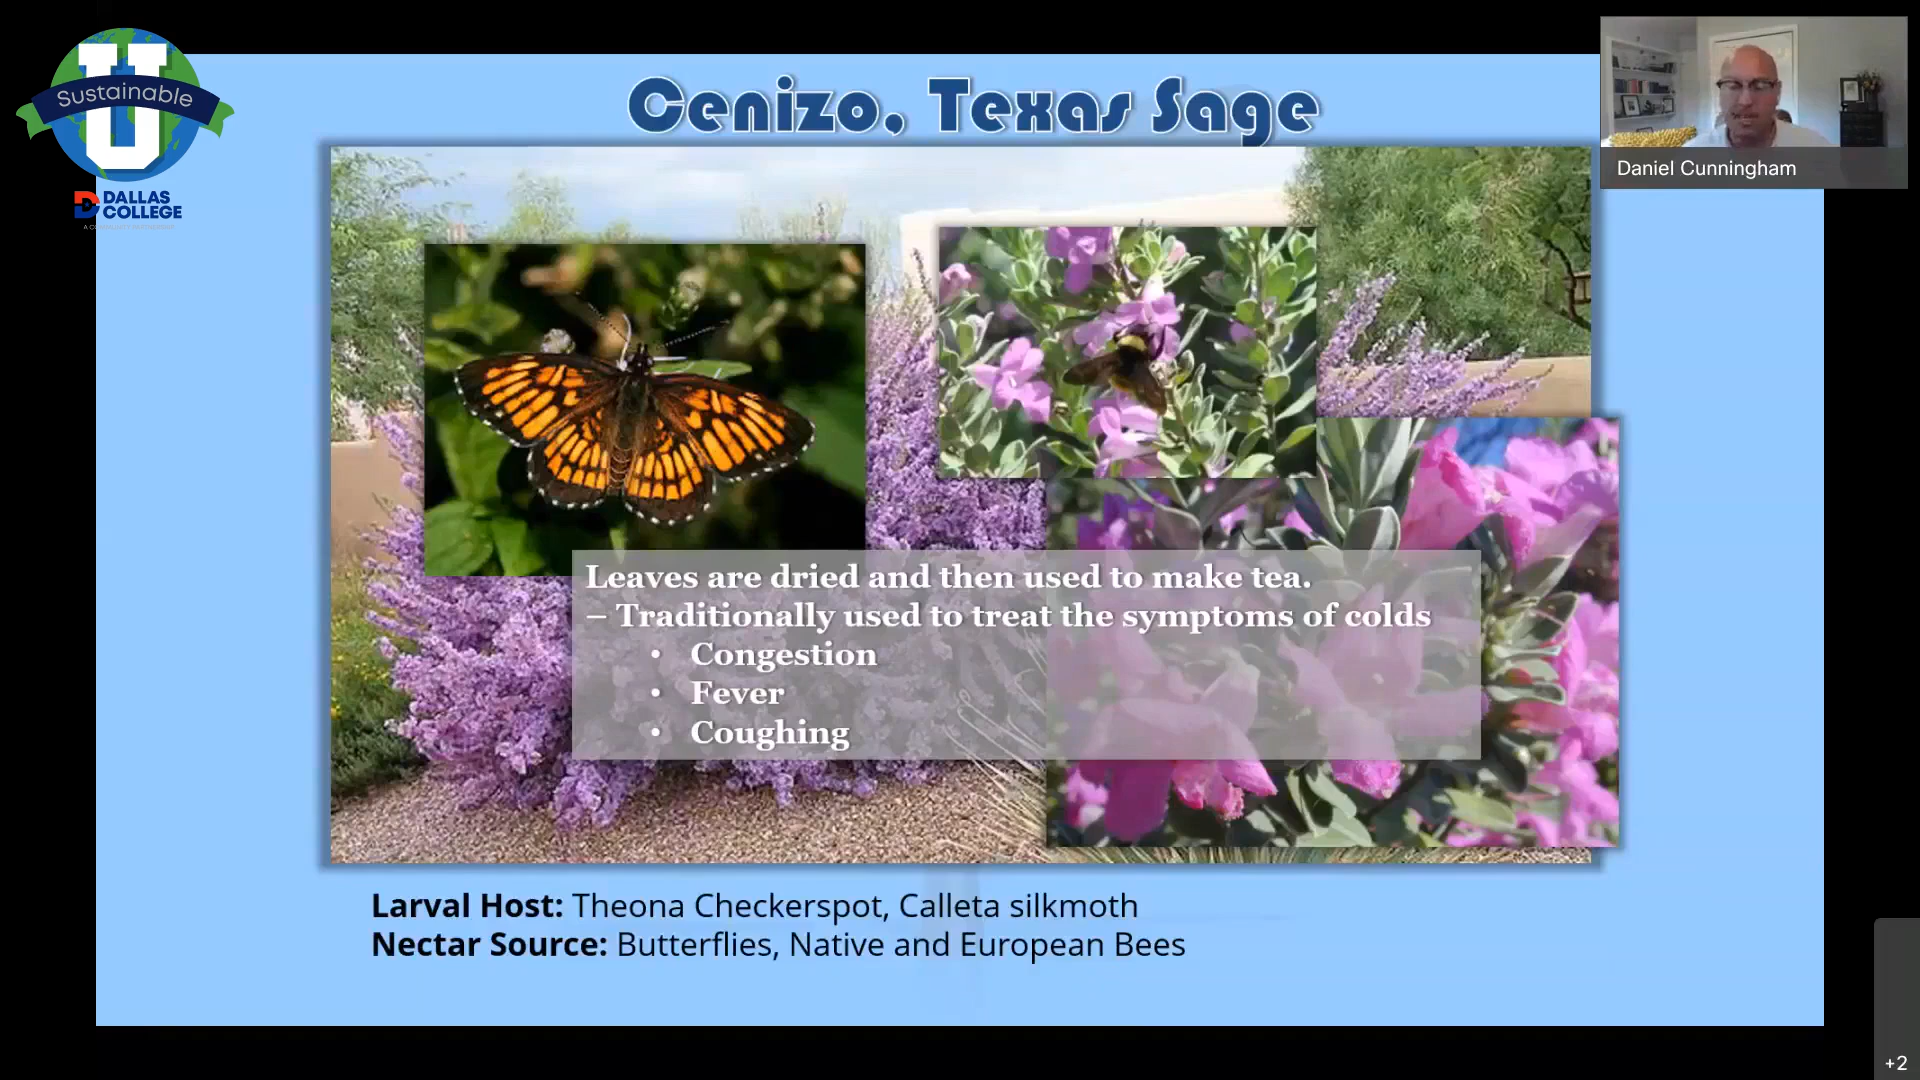 U
Sustainable
DALLAS
COLLEGE
Cenizo, Texas Sage
Daniel Cunningham
Leaves are dried and then used to make tea.
– Traditionally used to treat the symptoms of colds
• Congestion
• Fever
• Coughing
Larval Host: Theona Checkerspot, Calleta silkmoth
Nectar Source: Butterflies, Native and European Bees
+2